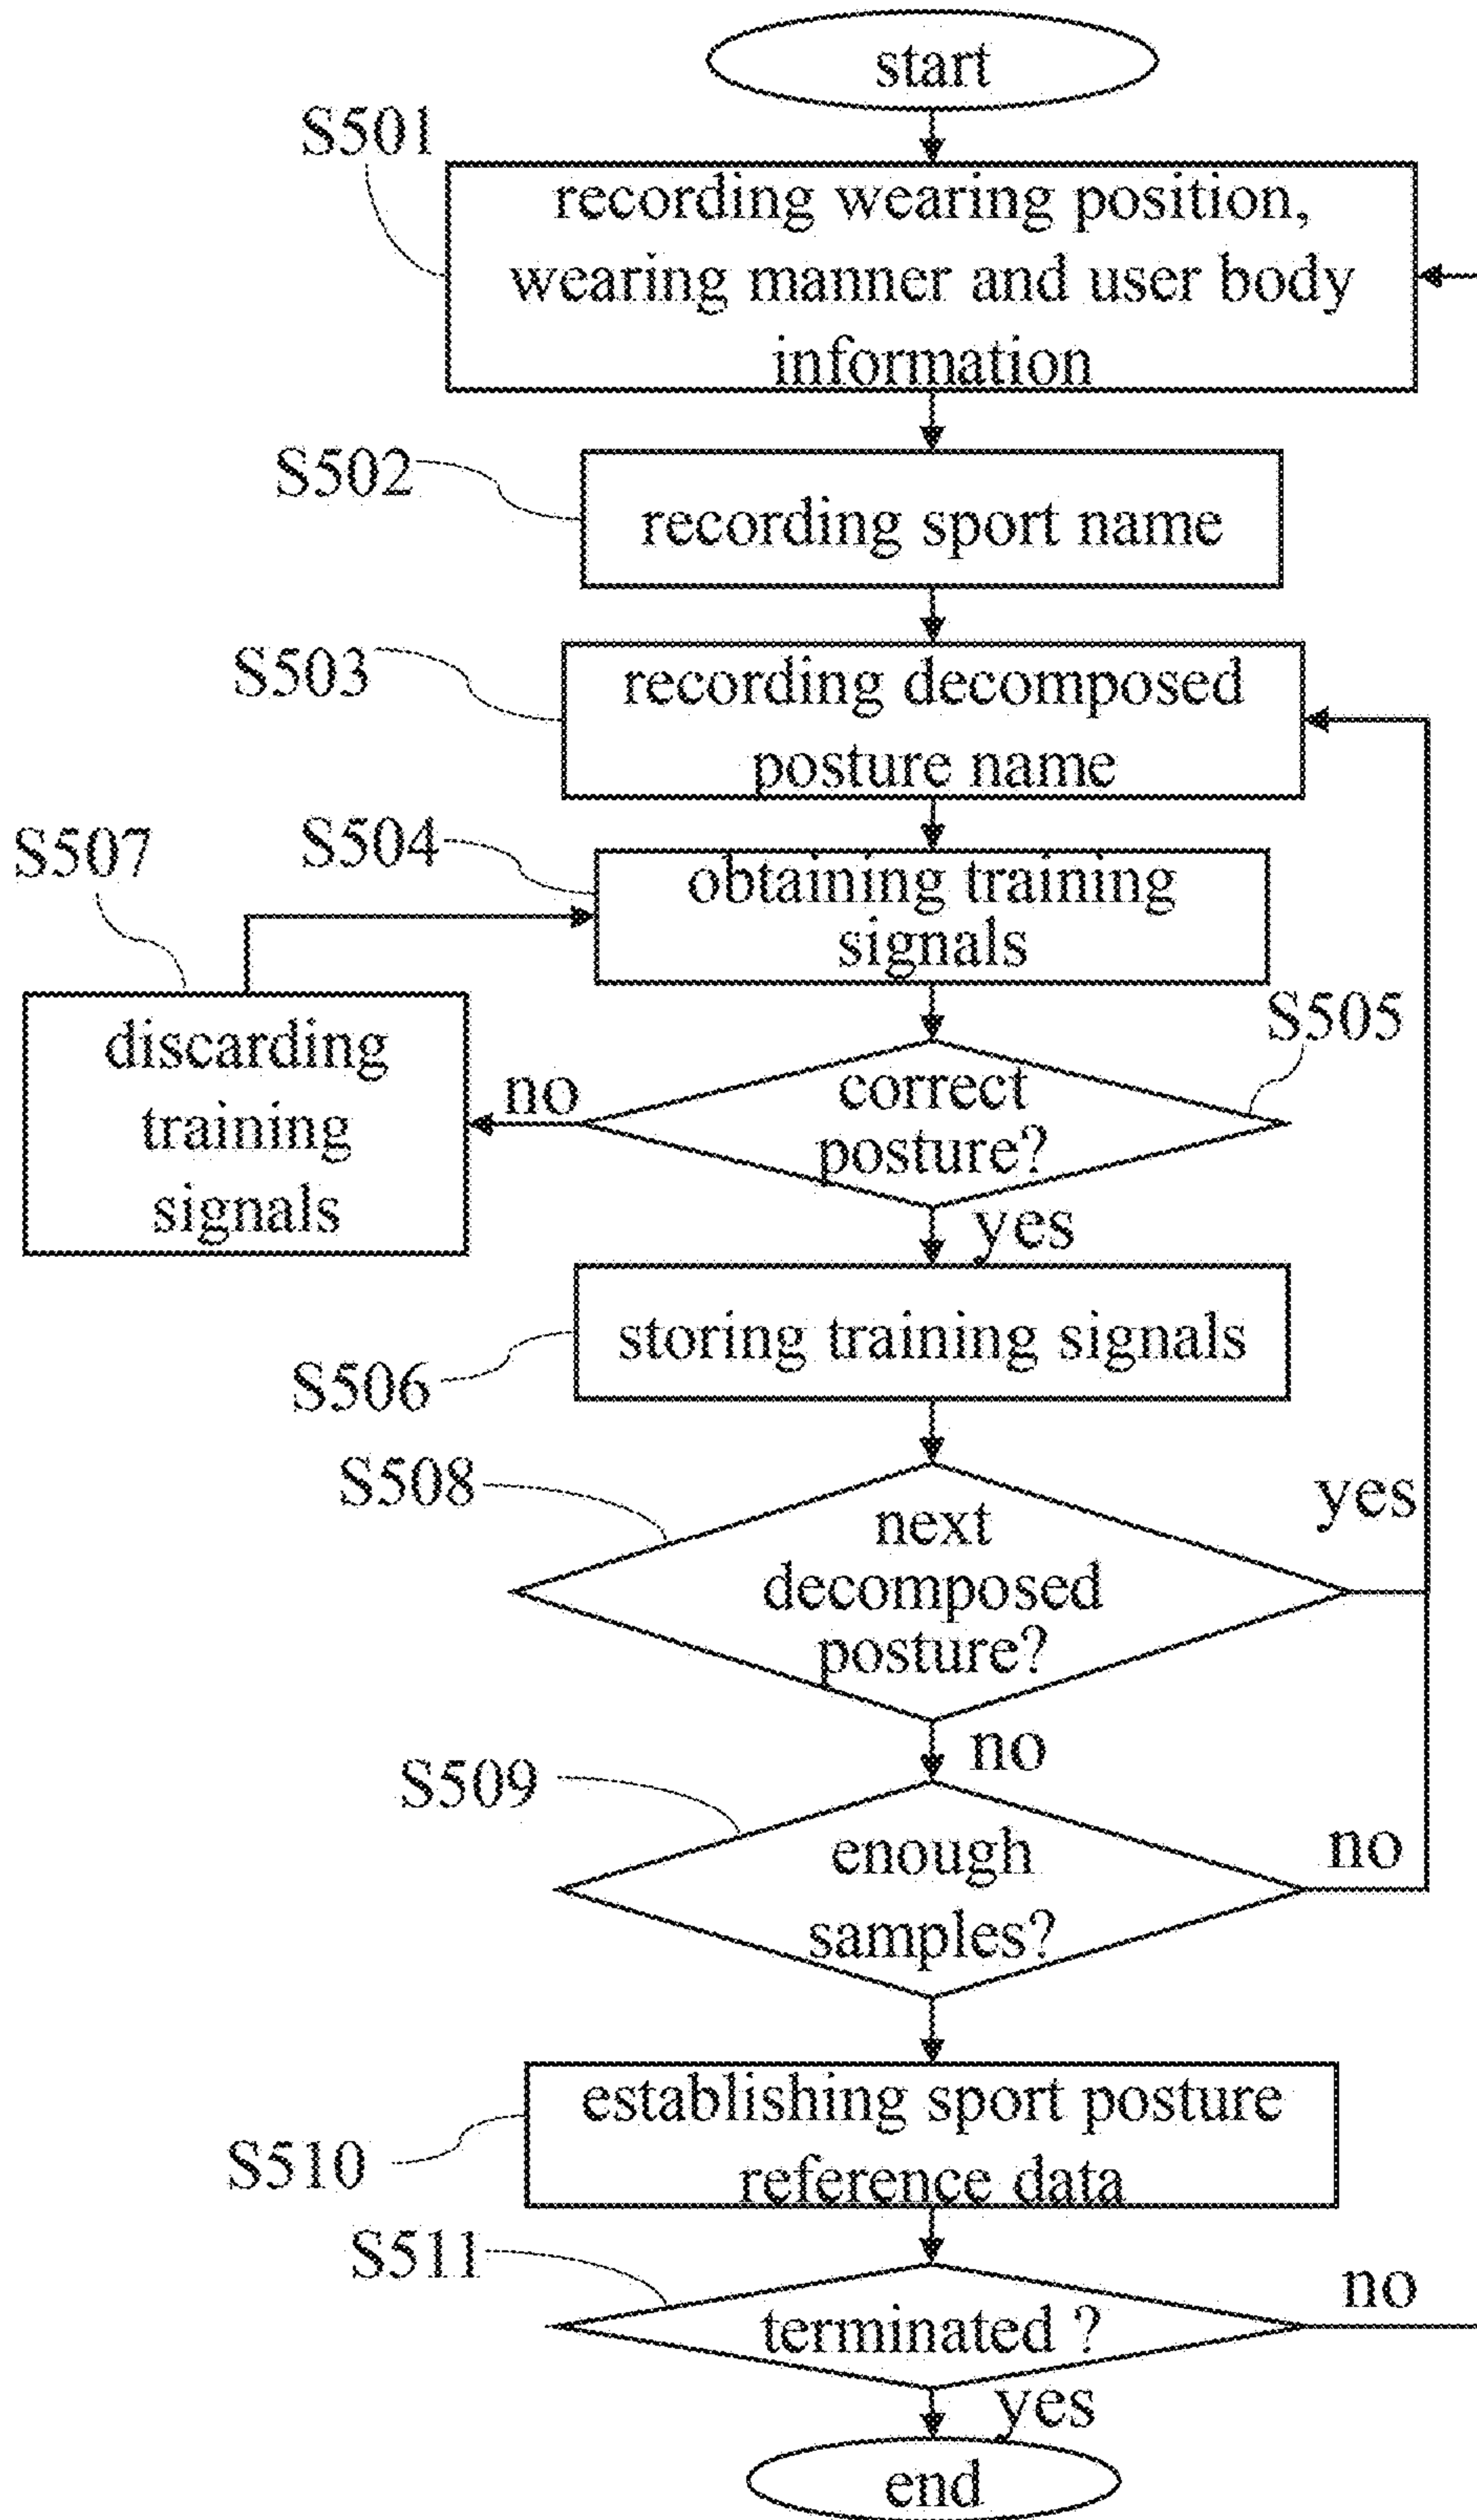 start
S501
recording wearing position,
wearing manner and user body
information
S502
recording sport name
S503
recording decomposed
posture name
S507
S504
obtaining training
signals
S505
discarding
training
signals
no
correct
posture?
yes
storing training signals
S506
S508
next
decomposed
posture?
yes
no
S509
enough
samples?
no
establishing sport posture
reference data
S510
S511
terminated ?
no
yes
end